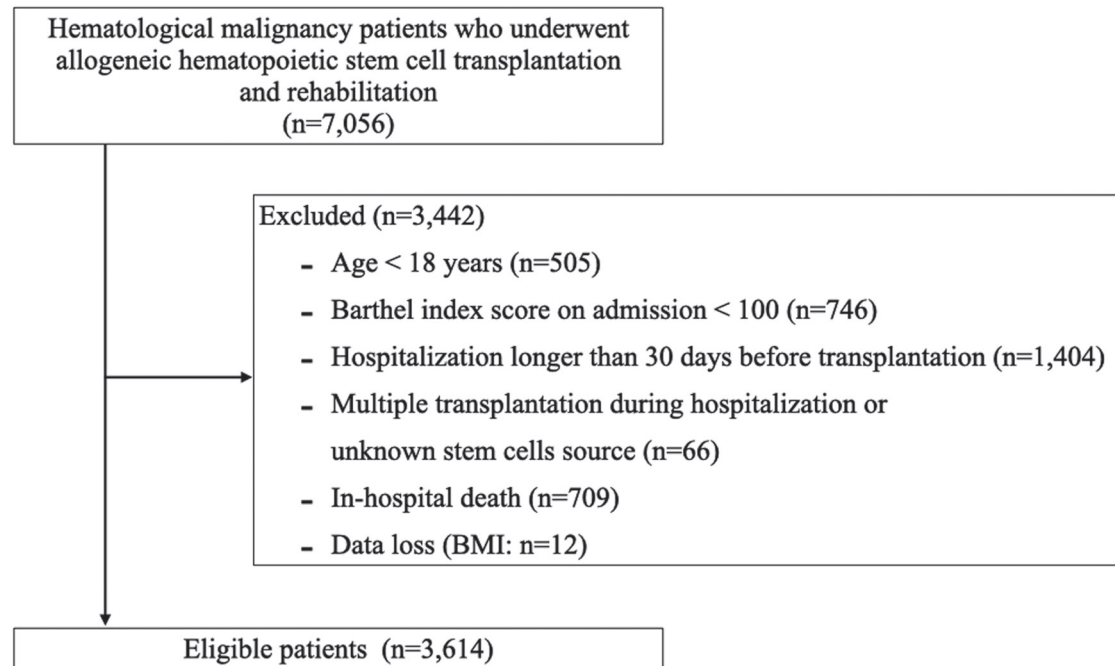 Hematological malignancy patients who underwent
allogeneic hematopoietic stem cell transplantation
and rehabilitation
(n=7,056)
Excluded (n=3,442)
- Age < 18 years (n=505)
- Barthel index score on admission < 100 (n=746)
- Hospitalization longer than 30 days before transplantation (n=1,404)
- Multiple transplantation during hospitalization or
unknown stem cells source (n=66)
- In-hospital death (n=709)
- Data loss (BMI: n=12)
Eligible patients (n=3,614)